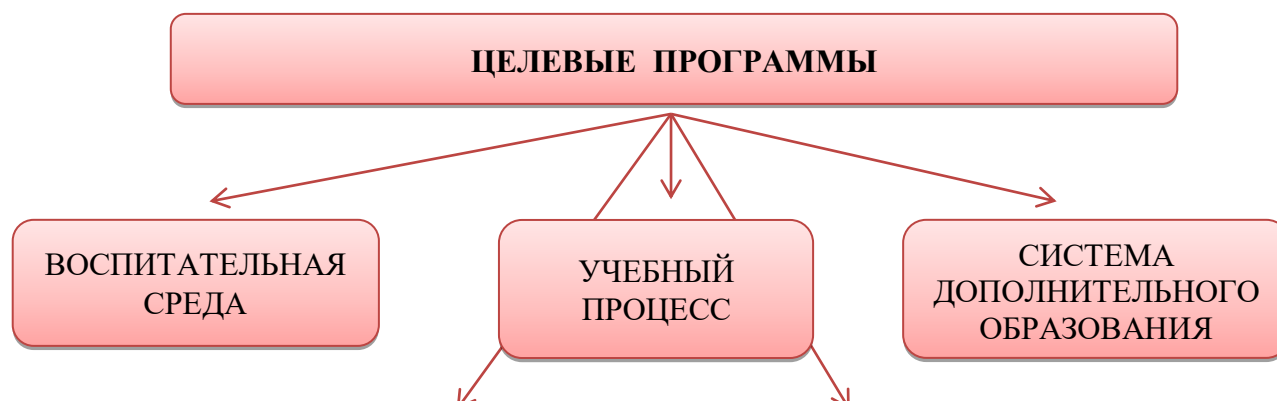 ЦЕЛЕВЫЕ ПРОГРАММЫ
ВОСПИТАТЕЛЬНАЯ
СРЕДА
УЧЕБНЫЙ
ПРОЦЕСС
СИСТЕМА
ДОПОЛНИТЕЛЬНОГО
ОБРАЗОВАНИЯ